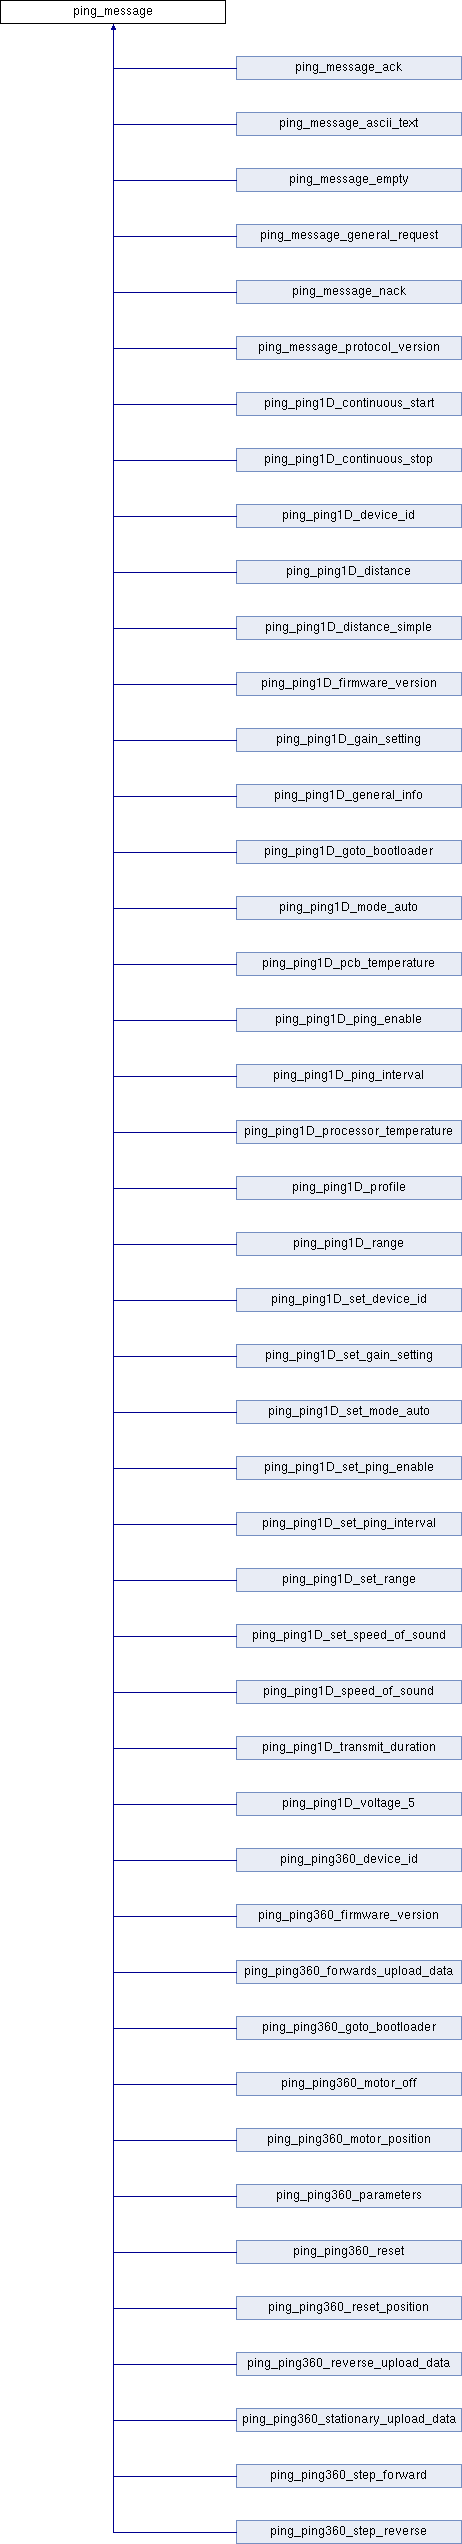 ping_message
ping_message_ack
ping_message_ascii_text
ping_message_empty
ping_message_general_request
ping_message_nack
ping_message_protocol_version
ping_ping1D_continuous_start
ping_ping1D_continuous_stop
ping_ping1D_device_id
ping_ping1D_distance
ping_ping1D_distance_simple
ping_ping1D_firmware_version
ping_ping1D_gain_setting
ping_ping1D_general_info
ping_ping1D_goto_bootloader
ping_ping1D_mode_auto
ping_ping1D_pcb_temperature
ping_ping1D_ping_enable
ping_ping1D_ping_interval
ping_ping1D_processor_temperature
ping_ping1D_profile
ping_ping1D_range
ping_ping1D_set_device_id
ping_ping1D_set_gain_setting
ping_ping1D_set_mode_auto
ping_ping1D_set_ping_enable
ping_ping1D_set_ping_interval
ping_ping1D_set_range
ping_ping1D_set_speed_of_sound
ping_ping1D_speed_of_sound
ping_ping1D_transmit_duration
ping_ping1D_voltage_5
ping_ping360_device_id
ping_ping360_firmware_version
ping_ping360_forwards_upload_data
ping_ping360_goto_bootloader
ping_ping360_motor_off
ping_ping360_motor_position
ping_ping360_parameters
ping_ping360_reset
ping_ping360_reset_position
ping_ping360_reverse_upload_data
ping_ping360_stationary_upload_data
ping_ping360_step_forward
ping_ping360_step_reverse